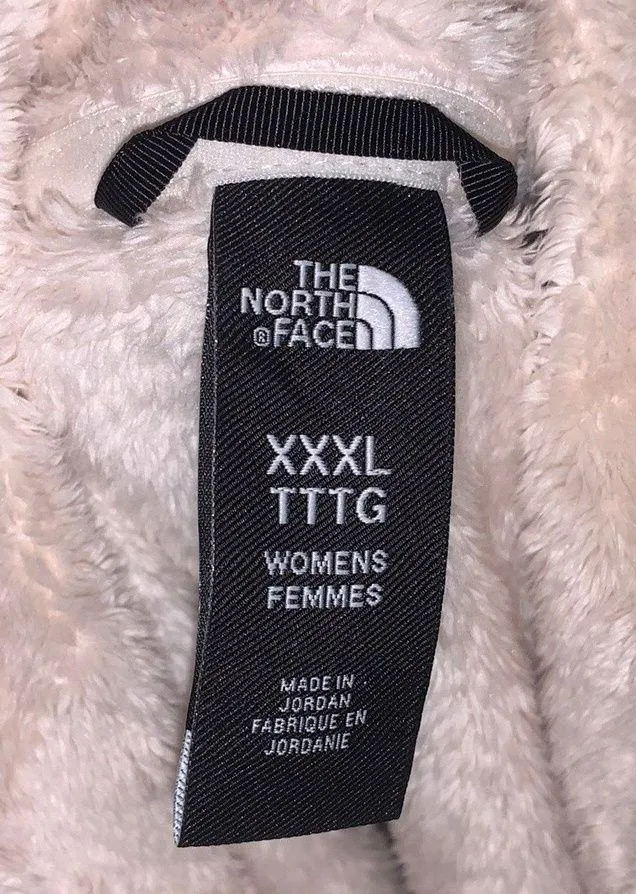 THE
NORTH
® FACE
XXXL
TTTG
WOMENS
FEMMES
MADE IN
JORDAN
FABRIQUE EN
JORDANIE